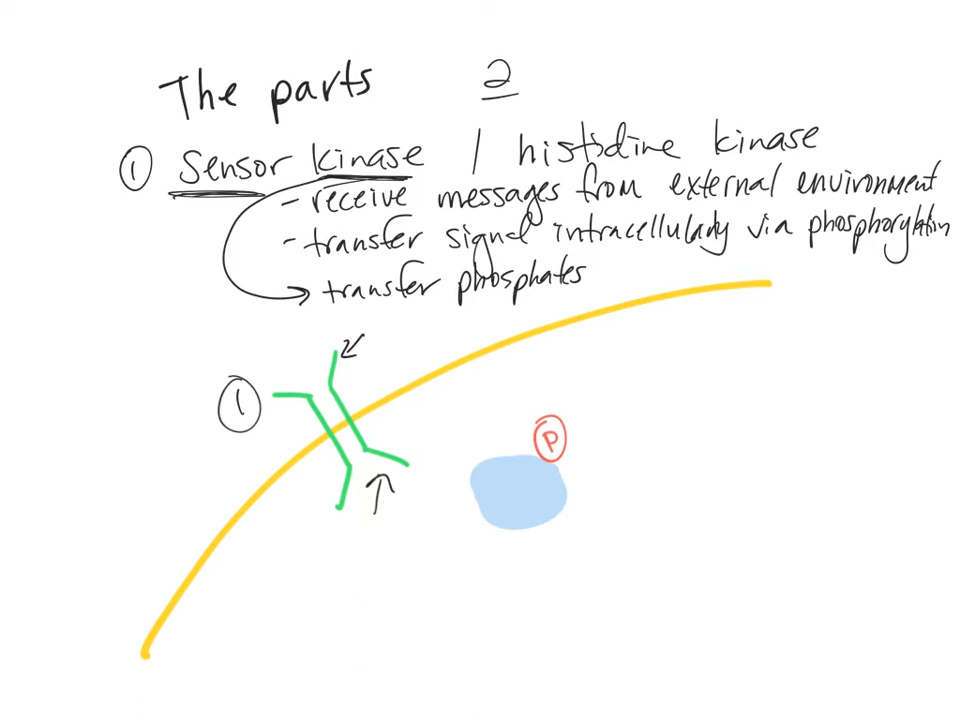 The parts 2
① Sensor kinase / histidine kinase
- receive messages from external environment
- transfer signal intracellulady via phosphorylation
→ transfer phosphates
①
P